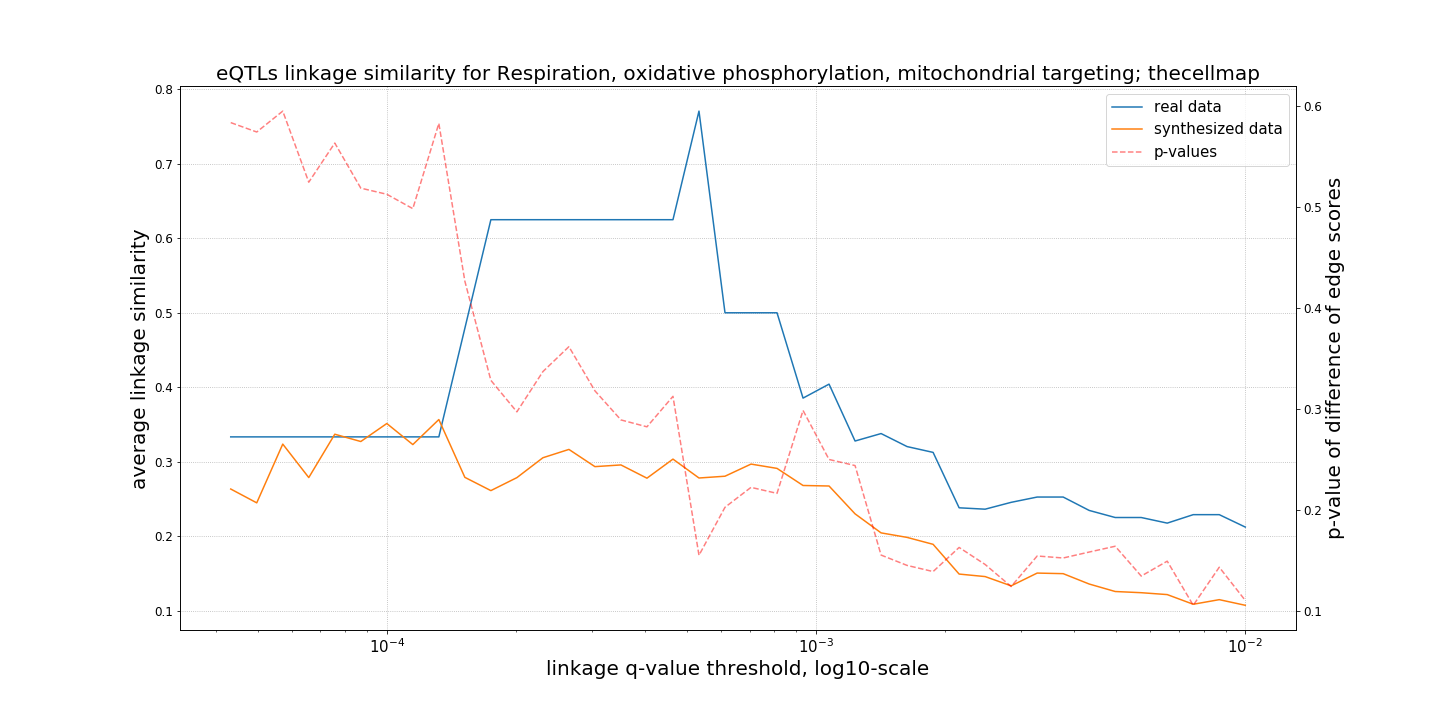 eQTLs linkage similarity for Respiration, oxidative phosphorylation, mitochondrial targeting; thecellmap
real data
synthesized data
p-values
average linkage similarity
0.8
0.7
0.6
0.5
0.4
0.3
0.2
0.1
0.6
0.5
0.4
0.3
0.2
0.1
p-value of difference of edge scores
10⁻⁴
10⁻³
10⁻²
linkage q-value threshold, log10-scale